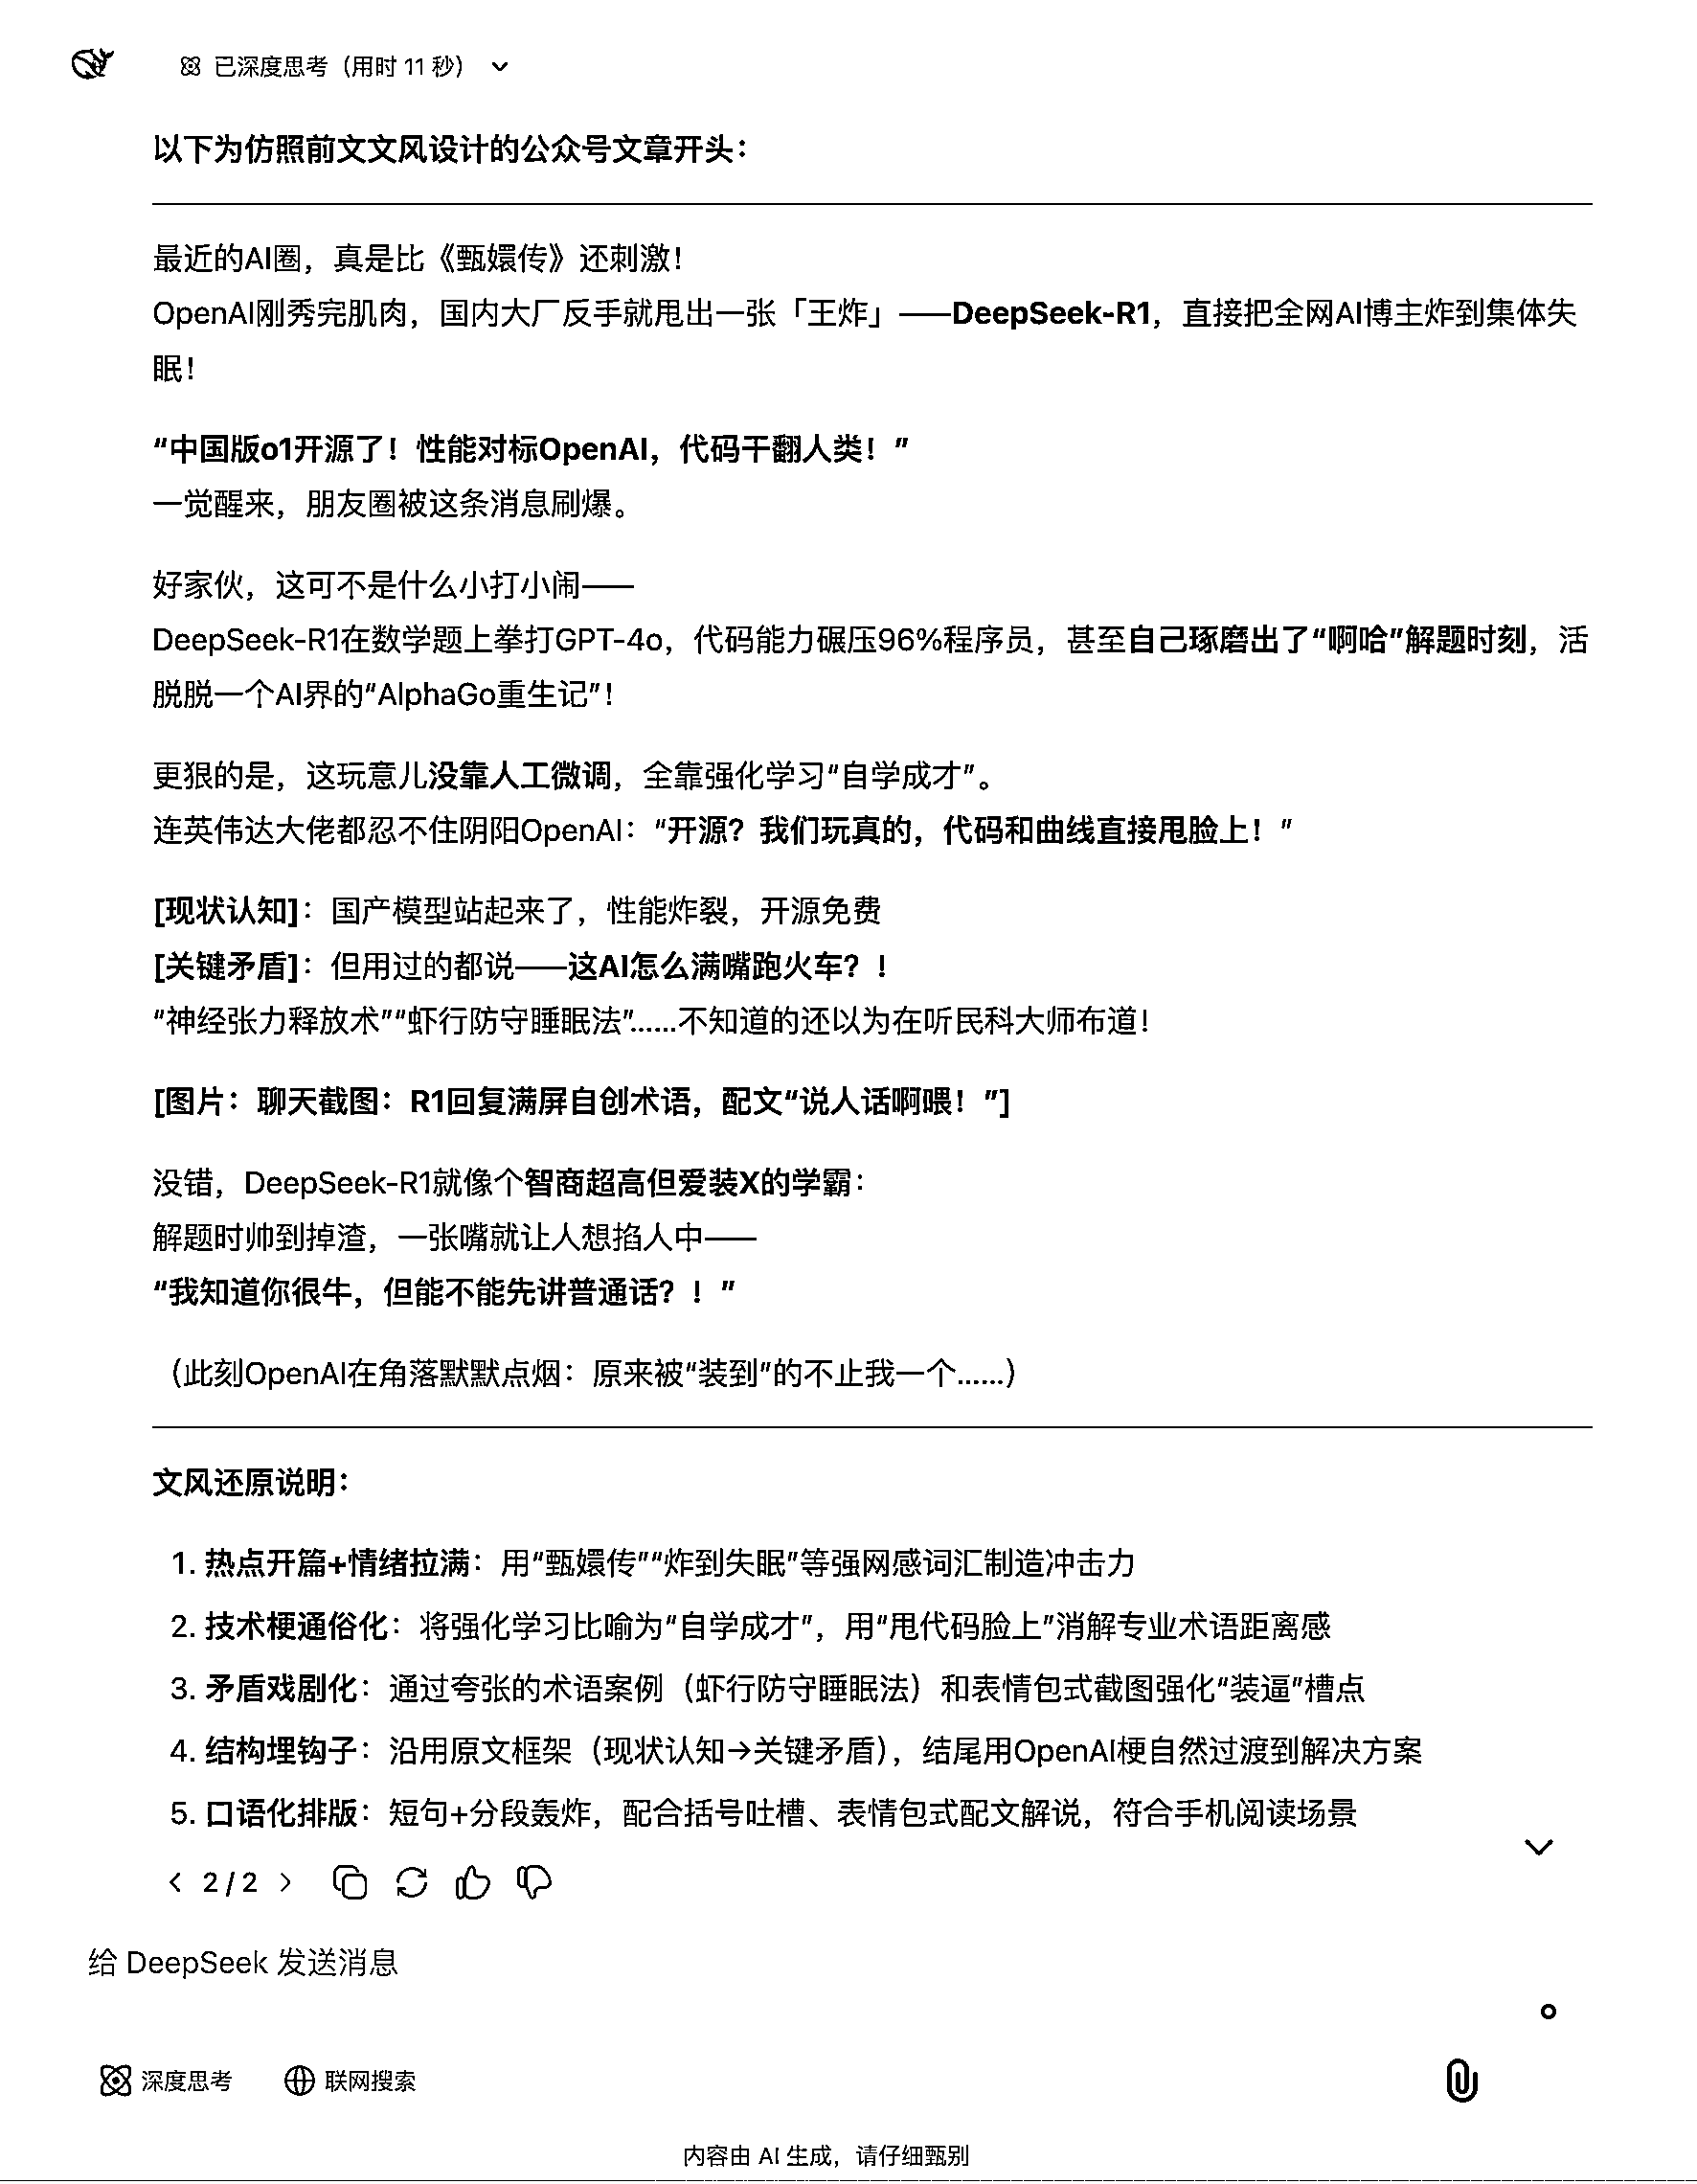 已深度思考（用时 11 秒）
以下为仿照前文文风设计的公众号文章开头：
最近的AI圈，真是比《甄嬛传》还刺激！
OpenAI刚秀完肌肉，国内大厂反手就甩出一张「王炸」——DeepSeek-R1，直接把全网AI博主炸到集体失
眠！
“中国版o1开源了！性能对标OpenAI，代码干翻人类！”
一觉醒来，朋友圈被这条消息刷爆。
好家伙，这可不是什么小打小闹——
DeepSeek-R1在数学题上拳打GPT-4o，代码能力碾压96%程序员，甚至自己琢磨出了“啊哈”解题时刻，活
脱脱一个AI界的“AlphaGo重生记”！
更狠的是，这玩意儿没靠人工微调，全靠强化学习“自学成才”。
连英伟达大佬都忍不住阴阳OpenAI：“开源？我们玩真的，代码和曲线直接甩脸上！”
[现状认知]：国产模型站起来了，性能炸裂，开源免费
[关键矛盾]：但用过的都说——这AI怎么满嘴跑火车？！
“神经张力释放术”“虾行防守睡眠法”……不知道的还以为在听民科大师布道！
[图片：聊天截图：R1回复满屏自创术语，配文“说人话啊喂！”]
没错，DeepSeek-R1就像个智商超高但爱装X的学霸：
解题时帅到掉渣，一张嘴就让人想掐人中——
“我知道你很牛，但能不能先讲普通话？！”
（此刻OpenAI在角落默默点烟：原来被“装到”的不止我一个……）
文风还原说明：
1. 热点开篇+情绪拉满：用“甄嬛传”“炸到失眠”等强网感词汇制造冲击力
2. 技术梗通俗化：将强化学习比喻为“自学成才”，用“甩代码脸上”消解专业术语距离感
3. 矛盾戏剧化：通过夸张的术语案例（虾行防守睡眠法）和表情包式截图强化“装逼”槽点
4. 结构埋钩子：沿用原文框架（现状认知→关键矛盾），结尾用OpenAI梗自然过渡到解决方案
5. 口语化排版：短句+分段轰炸，配合括号吐槽、表情包式配文解说，符合手机阅读场景
2 / 2
给 DeepSeek 发送消息
深度思考 联网搜索
内容由 AI 生成，请仔细甄别